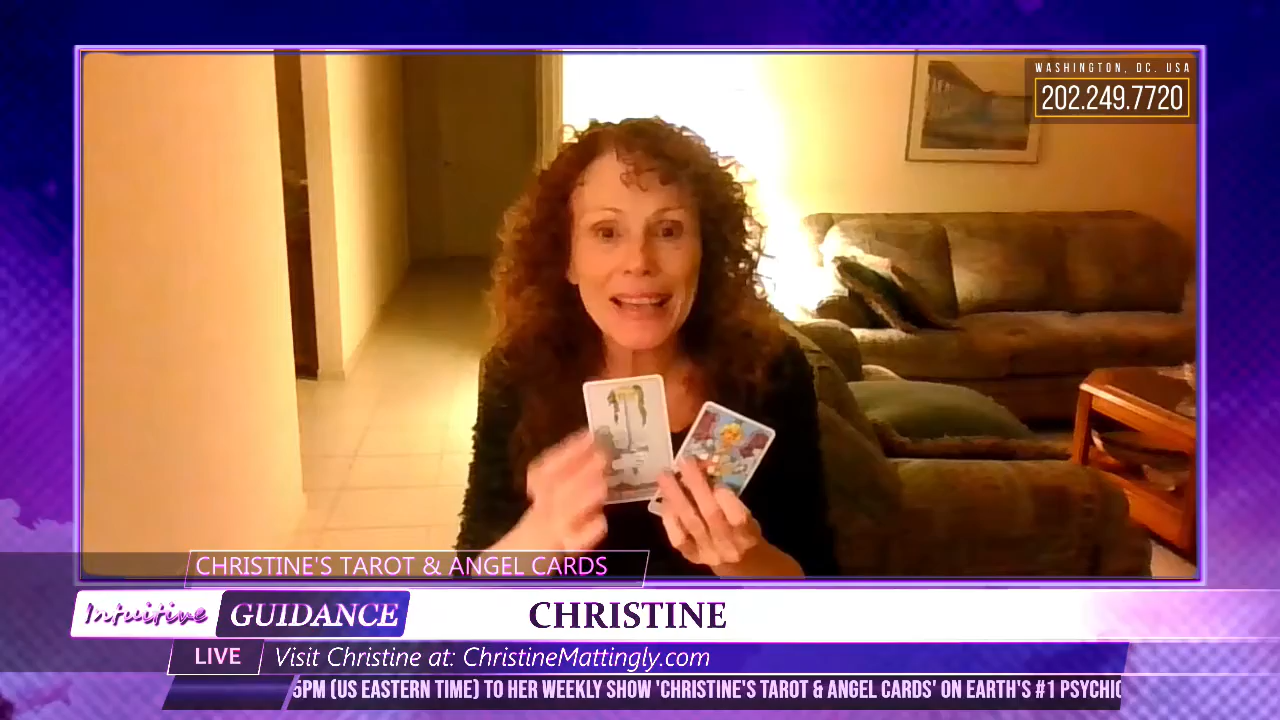 WASHINGTON, DC. USA
202.249.7720
CHRISTINE'S TAROT & ANGEL CARDS
Intuitive GUIDANCE
CHRISTINE
LIVE
Visit Christine at: ChristineMattingly.com
5PM (US EASTERN TIME) TO HER WEEKLY SHOW 'CHRISTINE'S TAROT & ANGEL CARDS' ON EARTH'S #1 PSYCHIC